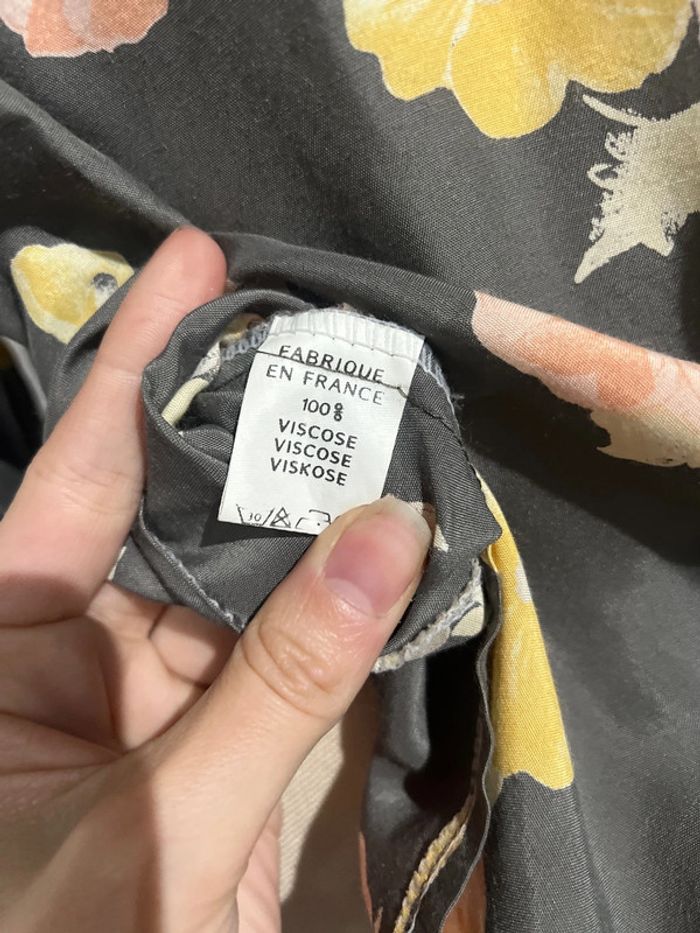 FABRIQUE
EN FRANCE
100%
VISCOSE
VISCOSE
VISKOSE